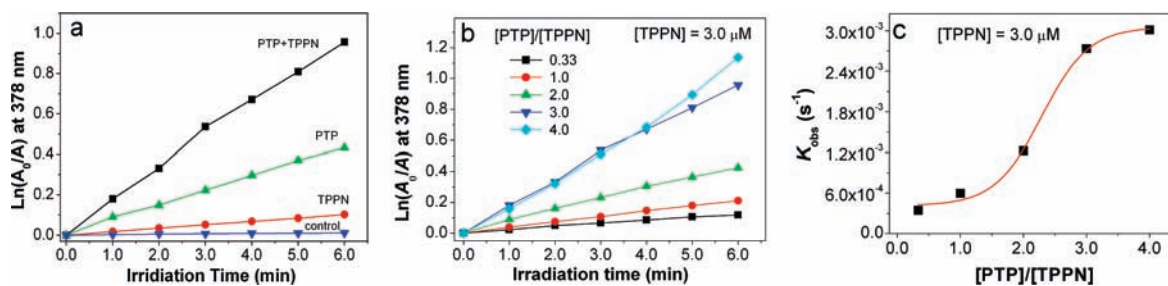 a
Ln(A₀/A) at 378 nm
1.0
0.8
0.6
0.4
0.2
0.0
PTP+TPPN
PTP
TPPN
control
0.0 1.0 2.0 3.0 4.0 5.0 6.0
Irridiation Time (min)
b
Ln(A₀/A) at 378 nm
1.2
1.0
0.8
0.6
0.4
0.2
0.0
[PTP]/[TPPN] [TPPN] = 3.0 μM
0.33
1.0
2.0
3.0
4.0
0.0 1.0 2.0 3.0 4.0 5.0 6.0
Irradiation time (min)
c
[TPPN] = 3.0 μM
K_obs (s⁻¹)
3.0x10⁻³
2.4x10⁻³
1.8x10⁻³
1.2x10⁻³
6.0x10⁻⁴
0.0 1.0 2.0 3.0 4.0
[PTP]/[TPPN]